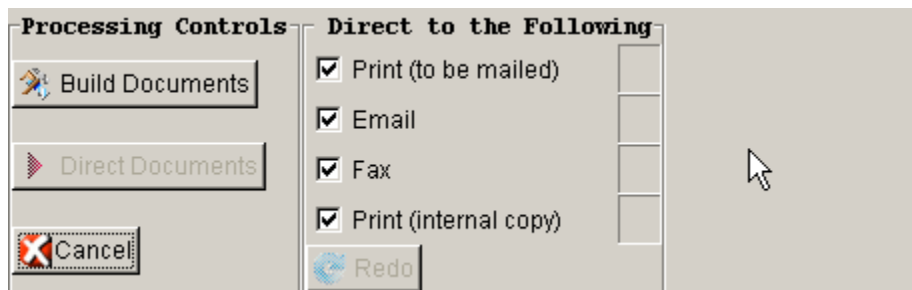 Processing Controls
Build Documents
Direct Documents
Cancel
Direct to the Following
Print (to be mailed)
Email
Fax
Print (internal copy)
Redo